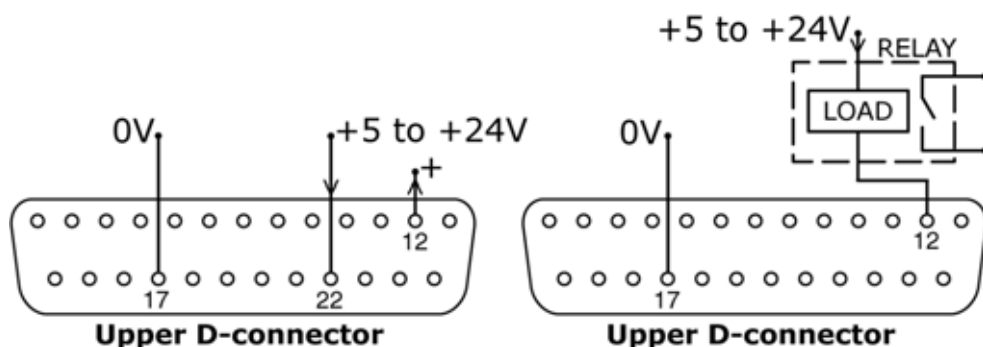 +5 to +24V
RELAY
LOAD
0V
+5 to +24V
+
0V
12
12
17
22
17
Upper D-connector
Upper D-connector